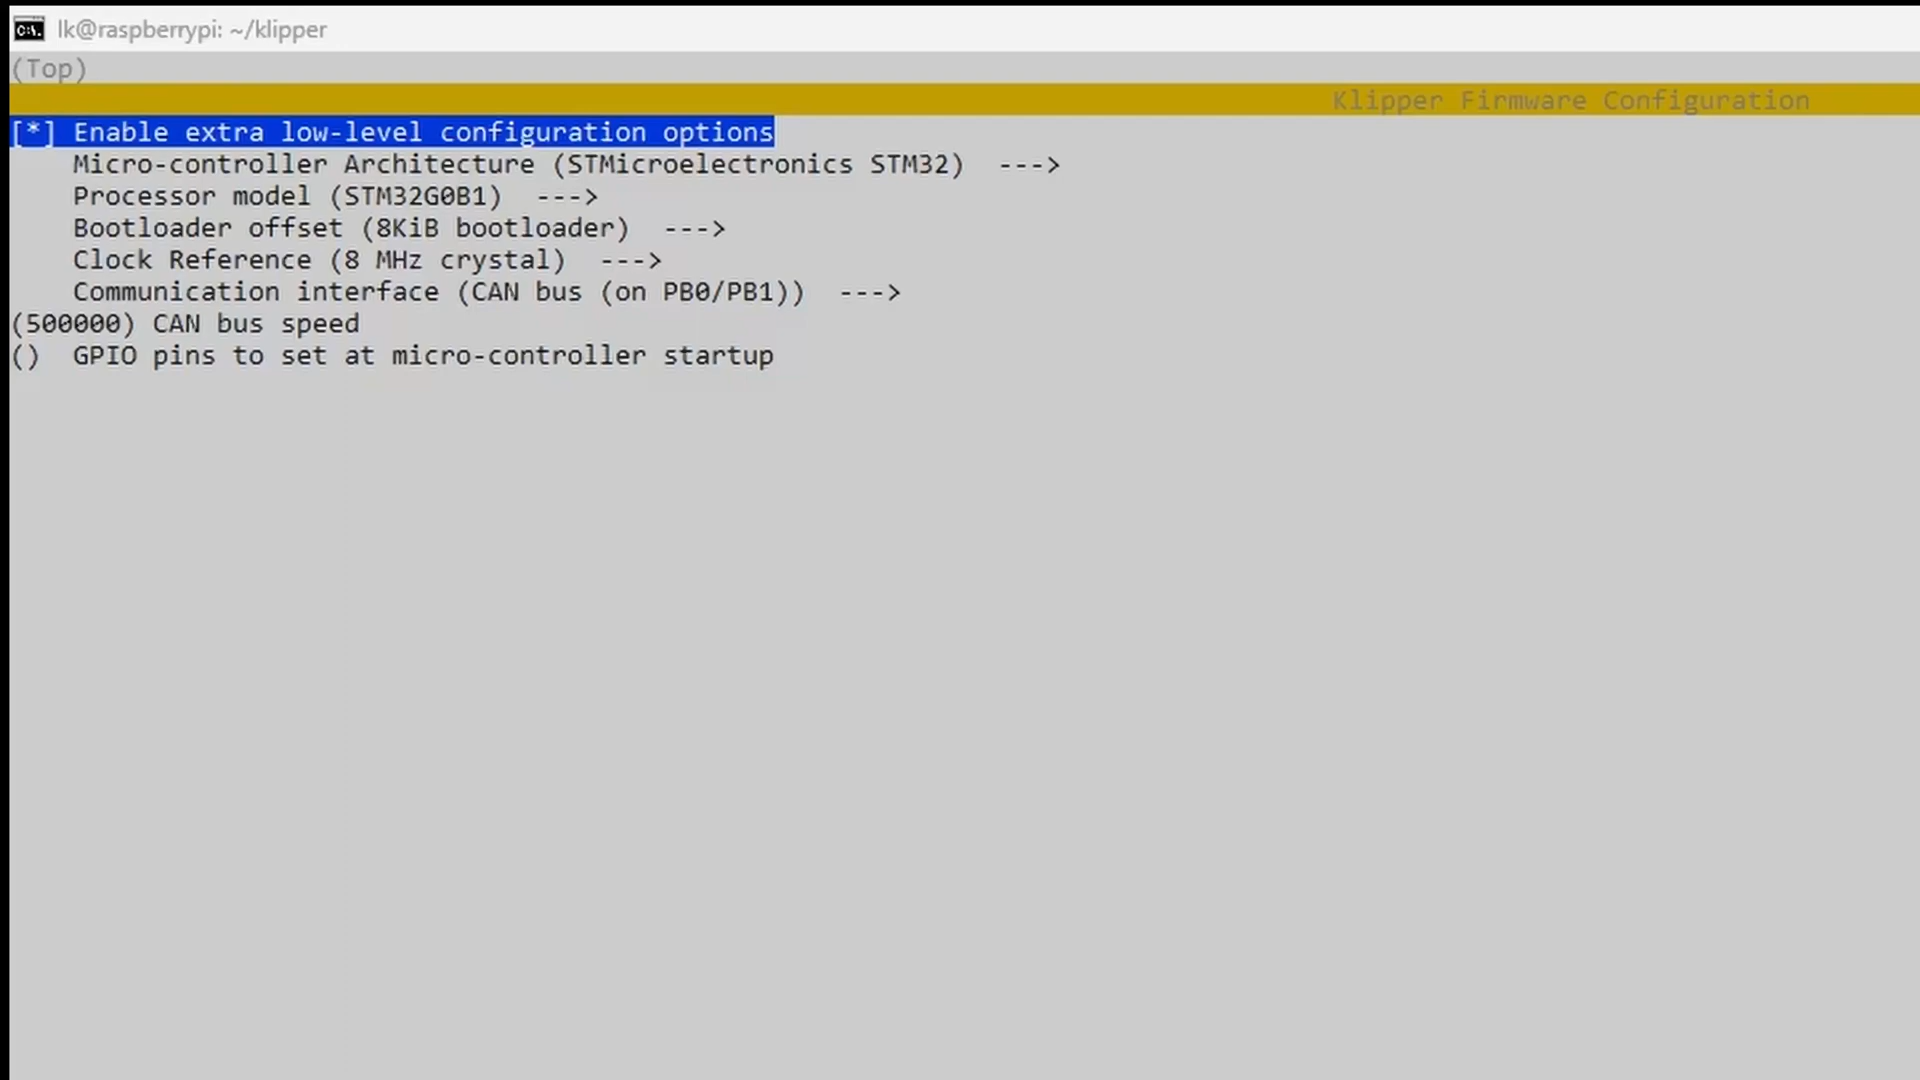 lk@raspberrypi: ~/klipper
(Top)
Klipper Firmware Configuration
[*] Enable extra low-level configuration options
Micro-controller Architecture (STMicroelectronics STM32) --->
Processor model (STM32G0B1) --->
Bootloader offset (8KiB bootloader) --->
Clock Reference (8 MHz crystal) --->
Communication interface (CAN bus (on PB0/PB1)) --->
(500000) CAN bus speed
() GPIO pins to set at micro-controller startup